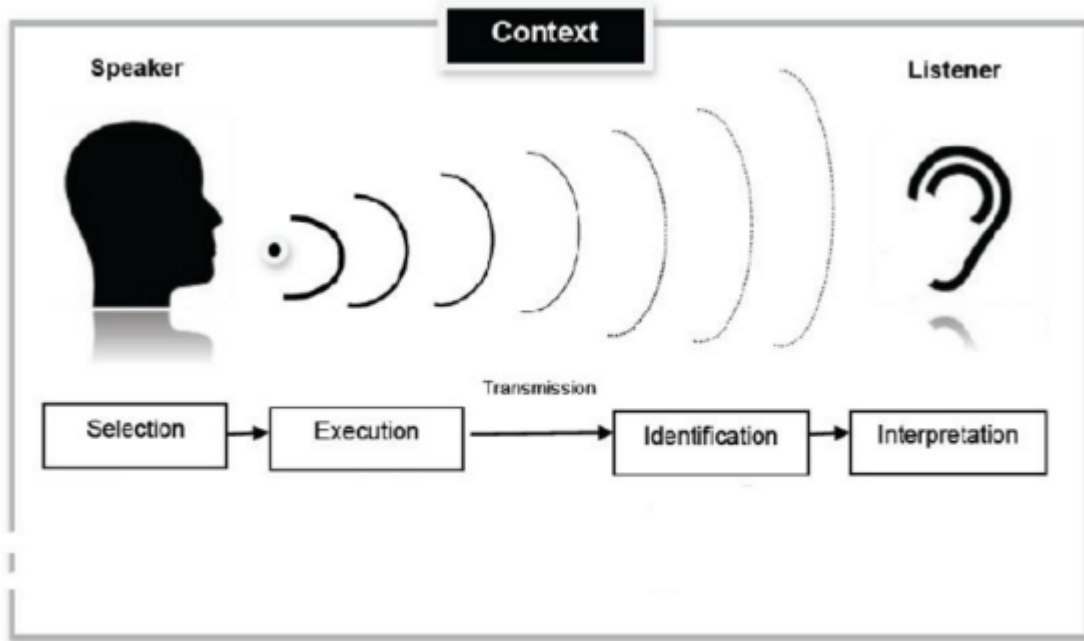 Context
Speaker
Listener
Transmission
Selection
Execution
Identification
Interpretation